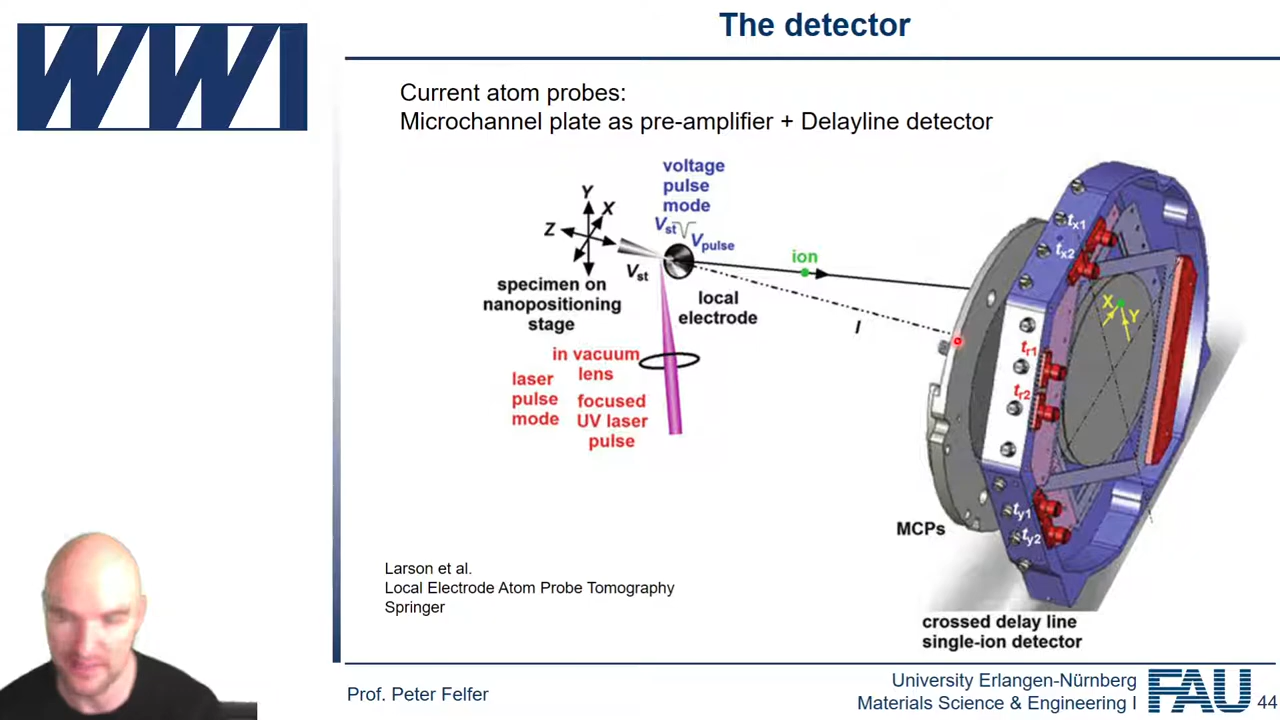 WWI
The detector
Current atom probes:
Microchannel plate as pre-amplifier + Delayline detector
voltage
pulse
mode
Vst
Vpulse
Y
X
Z
Vst
specimen on
nanopositioning
stage
local
electrode
ion
l
in vacuum
lens
laser
pulse
mode
focused
UV laser
pulse
tx1
tx2
X
Y
tr1
tr2
ty1
ty2
MCPs
crossed delay line
single-ion detector
Larson et al.
Local Electrode Atom Probe Tomography
Springer
Prof. Peter Felfer
University Erlangen-Nürnberg
Materials Science & Engineering I
FAU
44